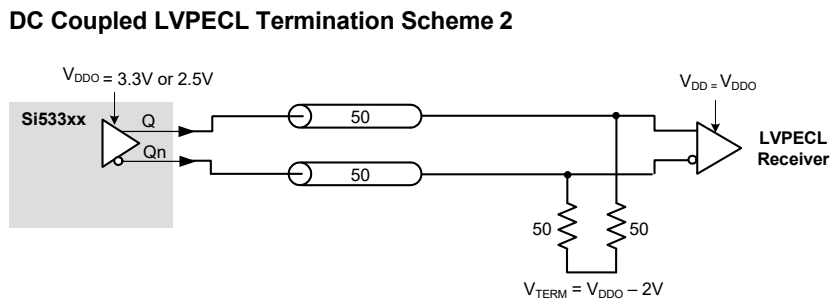 DC Coupled LVPECL Termination Scheme 2
VDDO = 3.3V or 2.5V
VDD = VDDO
Si533xx
Q
50
LVPECL
Receiver
Qn
50
50
50
VTERM = VDDO – 2V